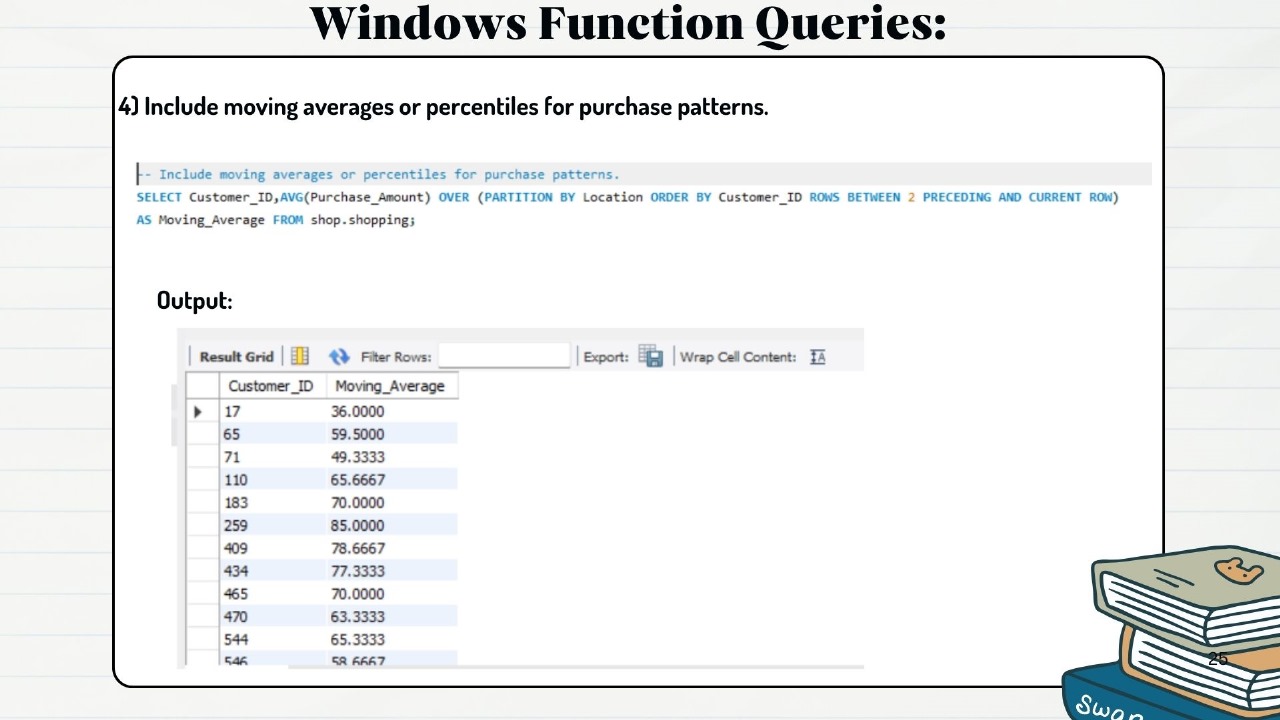 Windows Function Queries:
4) Include moving averages or percentiles for purchase patterns.
-- Include moving averages or percentiles for purchase patterns.
SELECT Customer_ID,AVG(Purchase_Amount) OVER (PARTITION BY Location ORDER BY Customer_ID ROWS BETWEEN 2 PRECEDING AND CURRENT ROW)
AS Moving_Average FROM shop.shopping;
Output:
Result Grid Filter Rows: Export: Wrap Cell Content: IA
Customer_ID Moving_Average
17 36.0000
65 59.5000
71 49.3333
110 65.6667
183 70.0000
259 85.0000
409 78.6667
434 77.3333
465 70.0000
470 63.3333
544 65.3333
546 58.6667
25